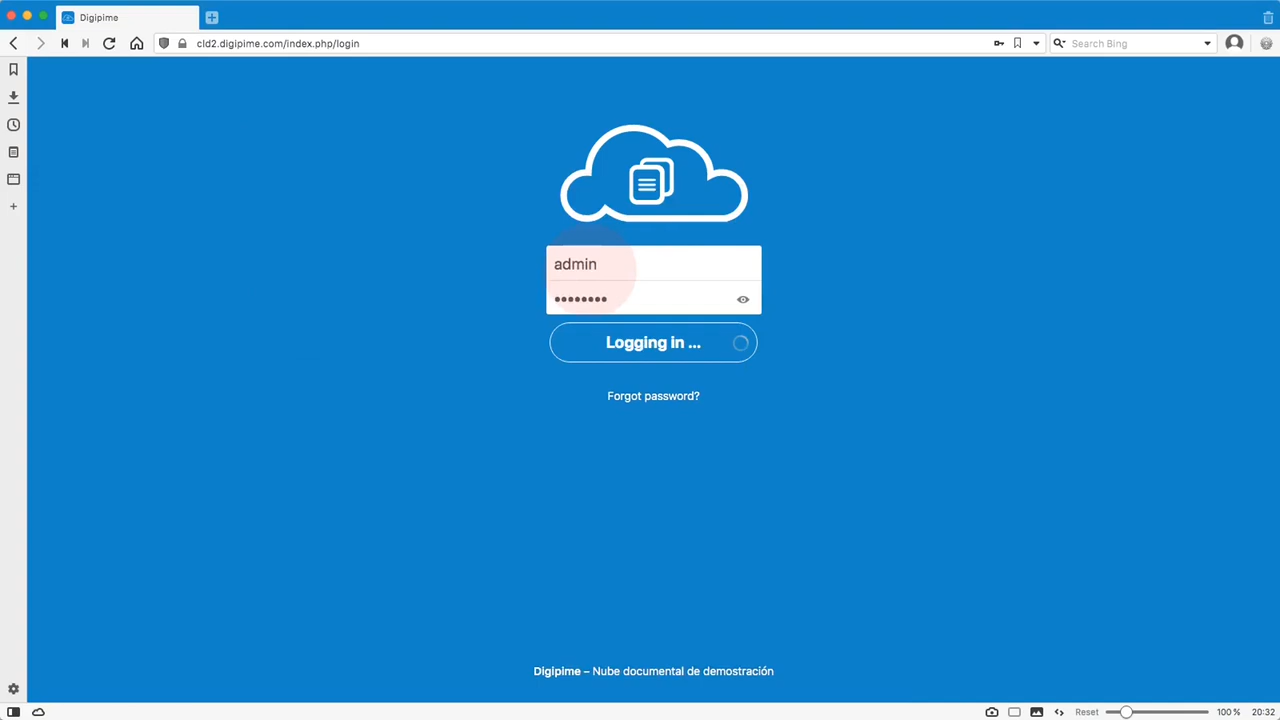 Digipime
cld2.digipime.com/index.php/login
Search Bing
admin
Logging in ...
Forgot password?
Digipime – Nube documental de demostración
Reset
100 %
20:32